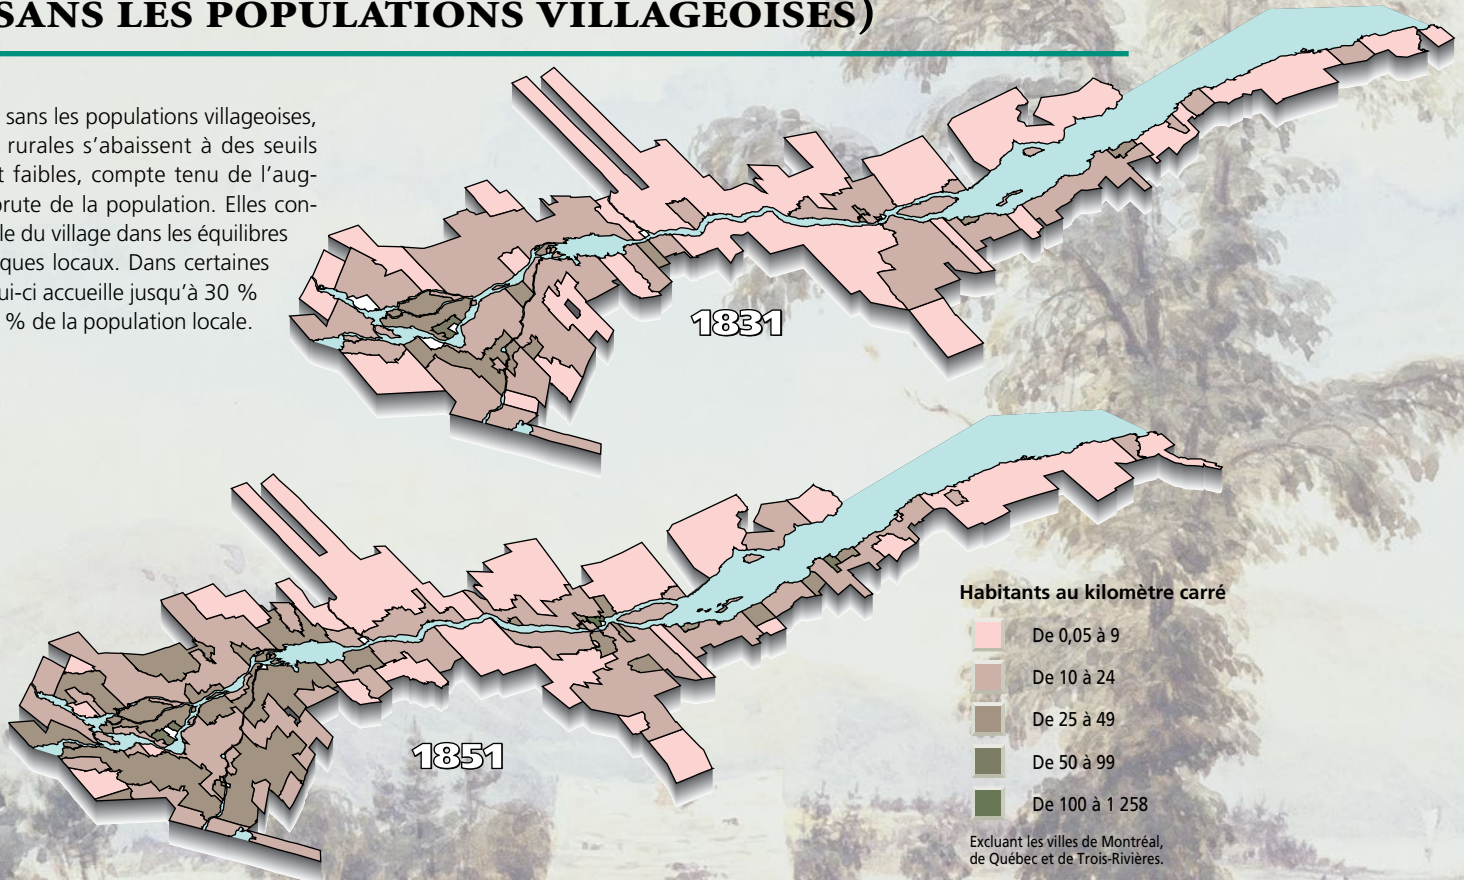 SANS LES POPULATIONS VILLAGEOISES)
sans les populations villageoises,
rurales s’abaissent à des seuils
t faibles, compte tenu de l’aug-
rute de la population. Elles con-
le du village dans les équilibres
ques locaux. Dans certaines
ui-ci accueille jusqu’à 30 %
% de la population locale.
1831
1851
Habitants au kilomètre carré
De 0,05 à 9
De 10 à 24
De 25 à 49
De 50 à 99
De 100 à 1 258
Excluant les villes de Montréal,
de Québec et de Trois-Rivières.